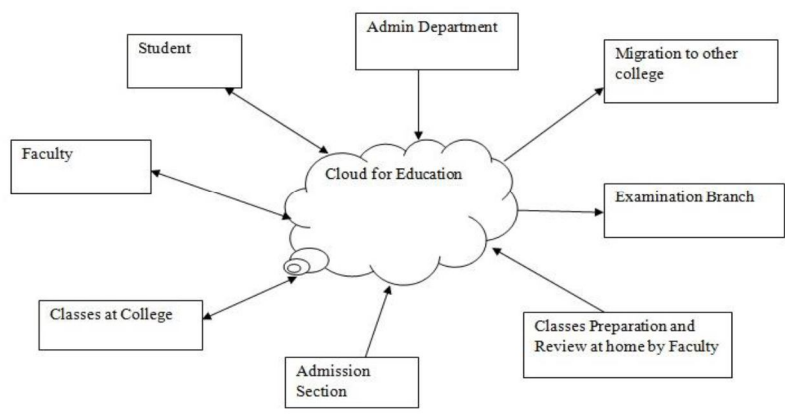 Admin Department
Student
Migration to other
college
Faculty
Cloud for Education
Examination Branch
Classes at College
Classes Preparation and
Review at home by Faculty
Admission
Section